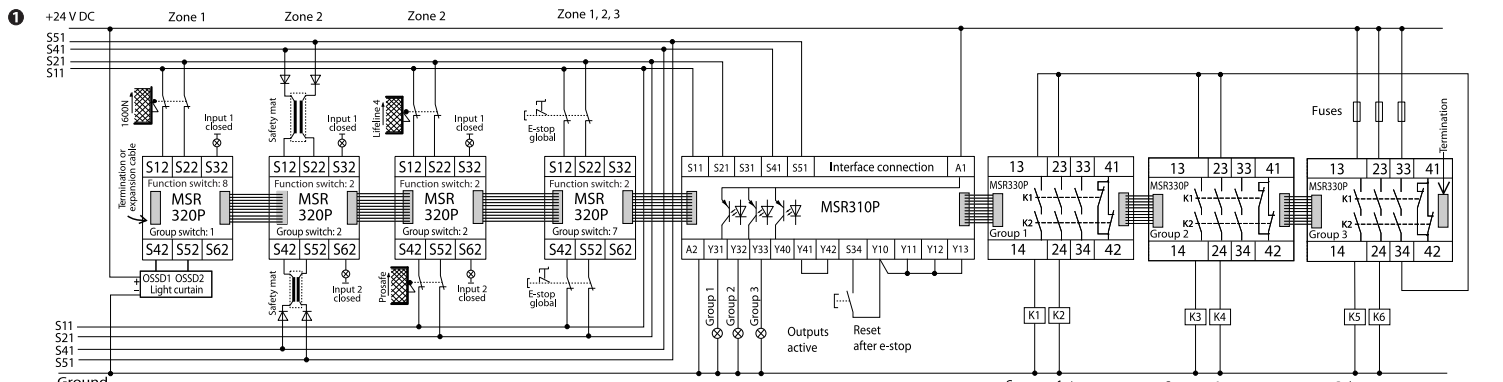 ❶
+24 V DC
Zone 1
Zone 2
Zone 2
Zone 1, 2, 3
S51
S41
S21
S11
1600N
Input 1
closed
Safety mat
Input 1
closed
Lifeline 4
Input 1
closed
E-stop
global
Fuses
Termination
Termination or
expansion cable
S12 S22 S32
Function switch: 8
MSR
320P
Group switch: 1
S42 S52 S62
S12 S22 S32
Function switch: 2
MSR
320P
Group switch: 2
S42 S52 S62
S12 S22 S32
Function switch: 2
MSR
320P
Group switch: 2
S42 S52 S62
S12 S22 S32
Function switch: 2
MSR
320P
Group switch: 7
S42 S52 S62
S11 S21 S31 S41 S51 Interface connection A1
MSR310P
A2 Y31 Y32 Y33 Y40 Y41 Y42 S34 Y10 Y11 Y12 Y13
13 23 33 41
MSR330P
K1
K2
Group 1
14 24 34 42
13 23 33 41
MSR330P
K1
K2
Group 2
14 24 34 42
13 23 33 41
MSR330P
K1
K2
Group 3
14 24 34 42
+
-
OSSD1 OSSD2
Light curtain
Safety mat
Input 2
closed
Prosafe
Input 2
closed
E-stop
global
Group 1
Group 2
Group 3
Outputs
active
Reset
after e-stop
K1 K2
K3 K4
K5 K6
S11
S21
S41
S51
Ground